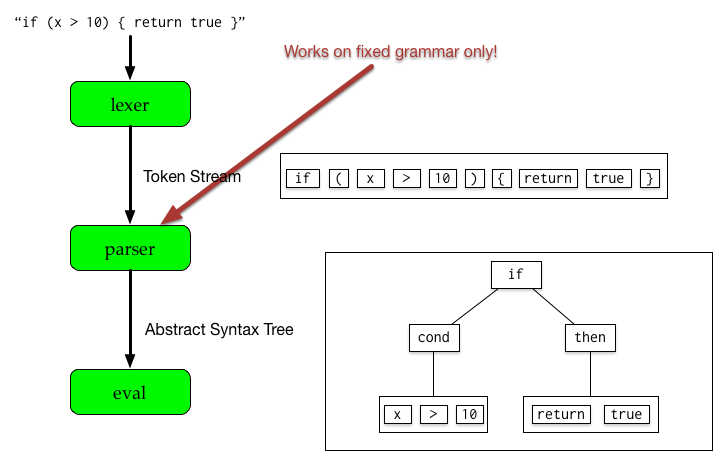 “if (x > 10) { return true }”
Works on fixed grammar only!
lexer
Token Stream
if ( x > 10 ) { return true }
parser
if
Abstract Syntax Tree
cond then
eval
x > 10 return true